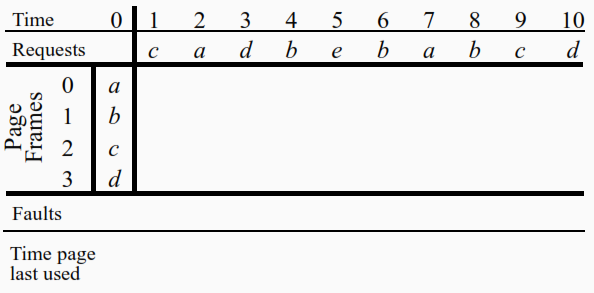 Time 0 1 2 3 4 5 6 7 8 9 10
Requests c a d b e b a b c d
Page Frames
0 a
1 b
2 c
3 d
Faults
Time page
last used